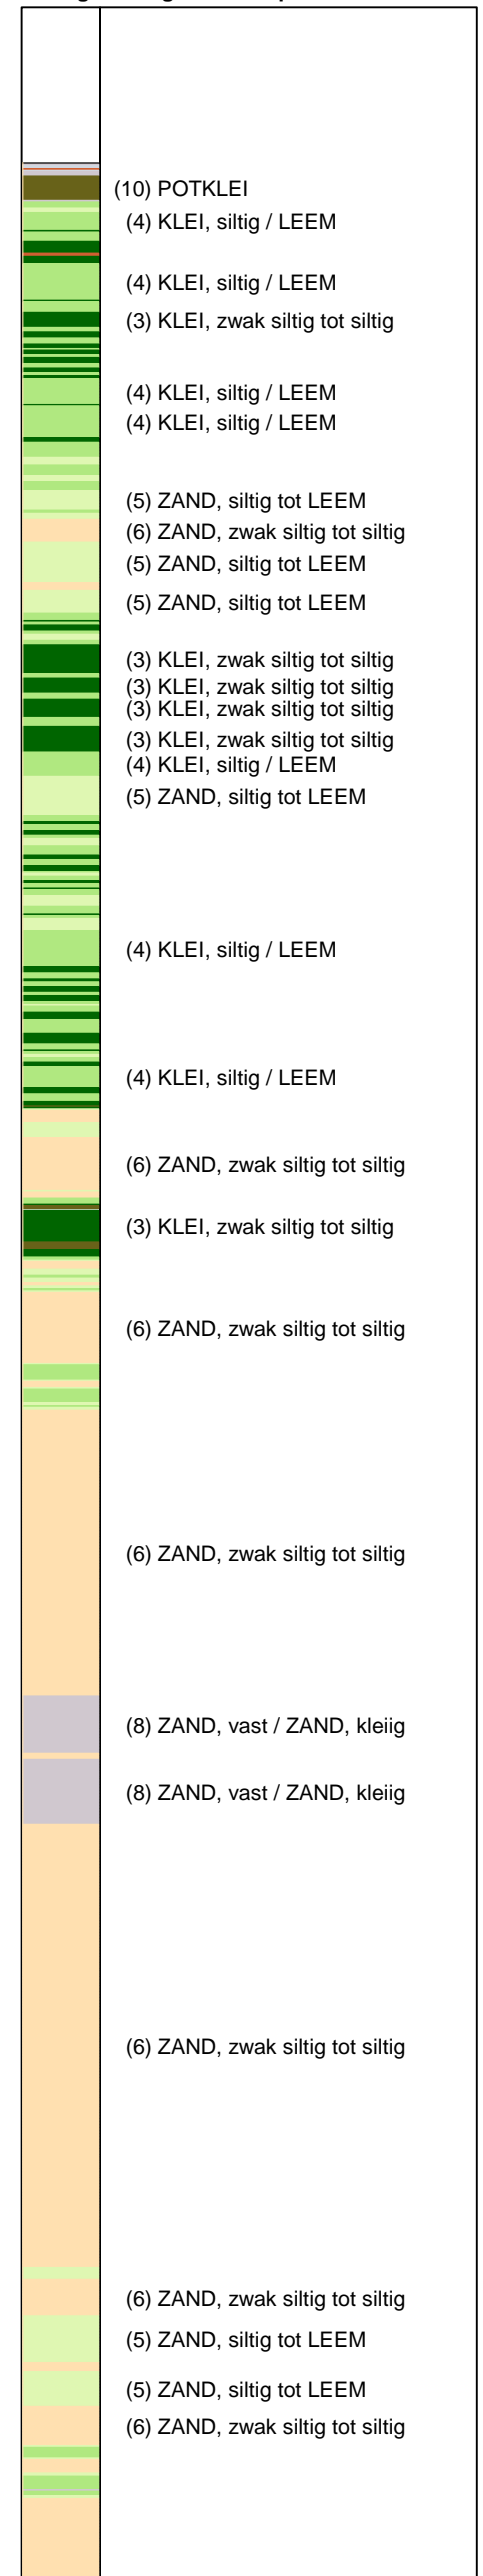 (10) POTKLEI
(4) KLEI, siltig / LEEM
(4) KLEI, siltig / LEEM
(3) KLEI, zwak siltig tot siltig
(4) KLEI, siltig / LEEM
(4) KLEI, siltig / LEEM
(5) ZAND, siltig tot LEEM
(6) ZAND, zwak siltig tot siltig
(5) ZAND, siltig tot LEEM
(5) ZAND, siltig tot LEEM
(3) KLEI, zwak siltig tot siltig
(3) KLEI, zwak siltig tot siltig
(3) KLEI, zwak siltig tot siltig
(3) KLEI, zwak siltig tot siltig
(4) KLEI, siltig / LEEM
(5) ZAND, siltig tot LEEM
(4) KLEI, siltig / LEEM
(4) KLEI, siltig / LEEM
(6) ZAND, zwak siltig tot siltig
(3) KLEI, zwak siltig tot siltig
(6) ZAND, zwak siltig tot siltig
(6) ZAND, zwak siltig tot siltig
(8) ZAND, vast / ZAND, kleiig
(8) ZAND, vast / ZAND, kleiig
(6) ZAND, zwak siltig tot siltig
(6) ZAND, zwak siltig tot siltig
(5) ZAND, siltig tot LEEM
(5) ZAND, siltig tot LEEM
(6) ZAND, zwak siltig tot siltig